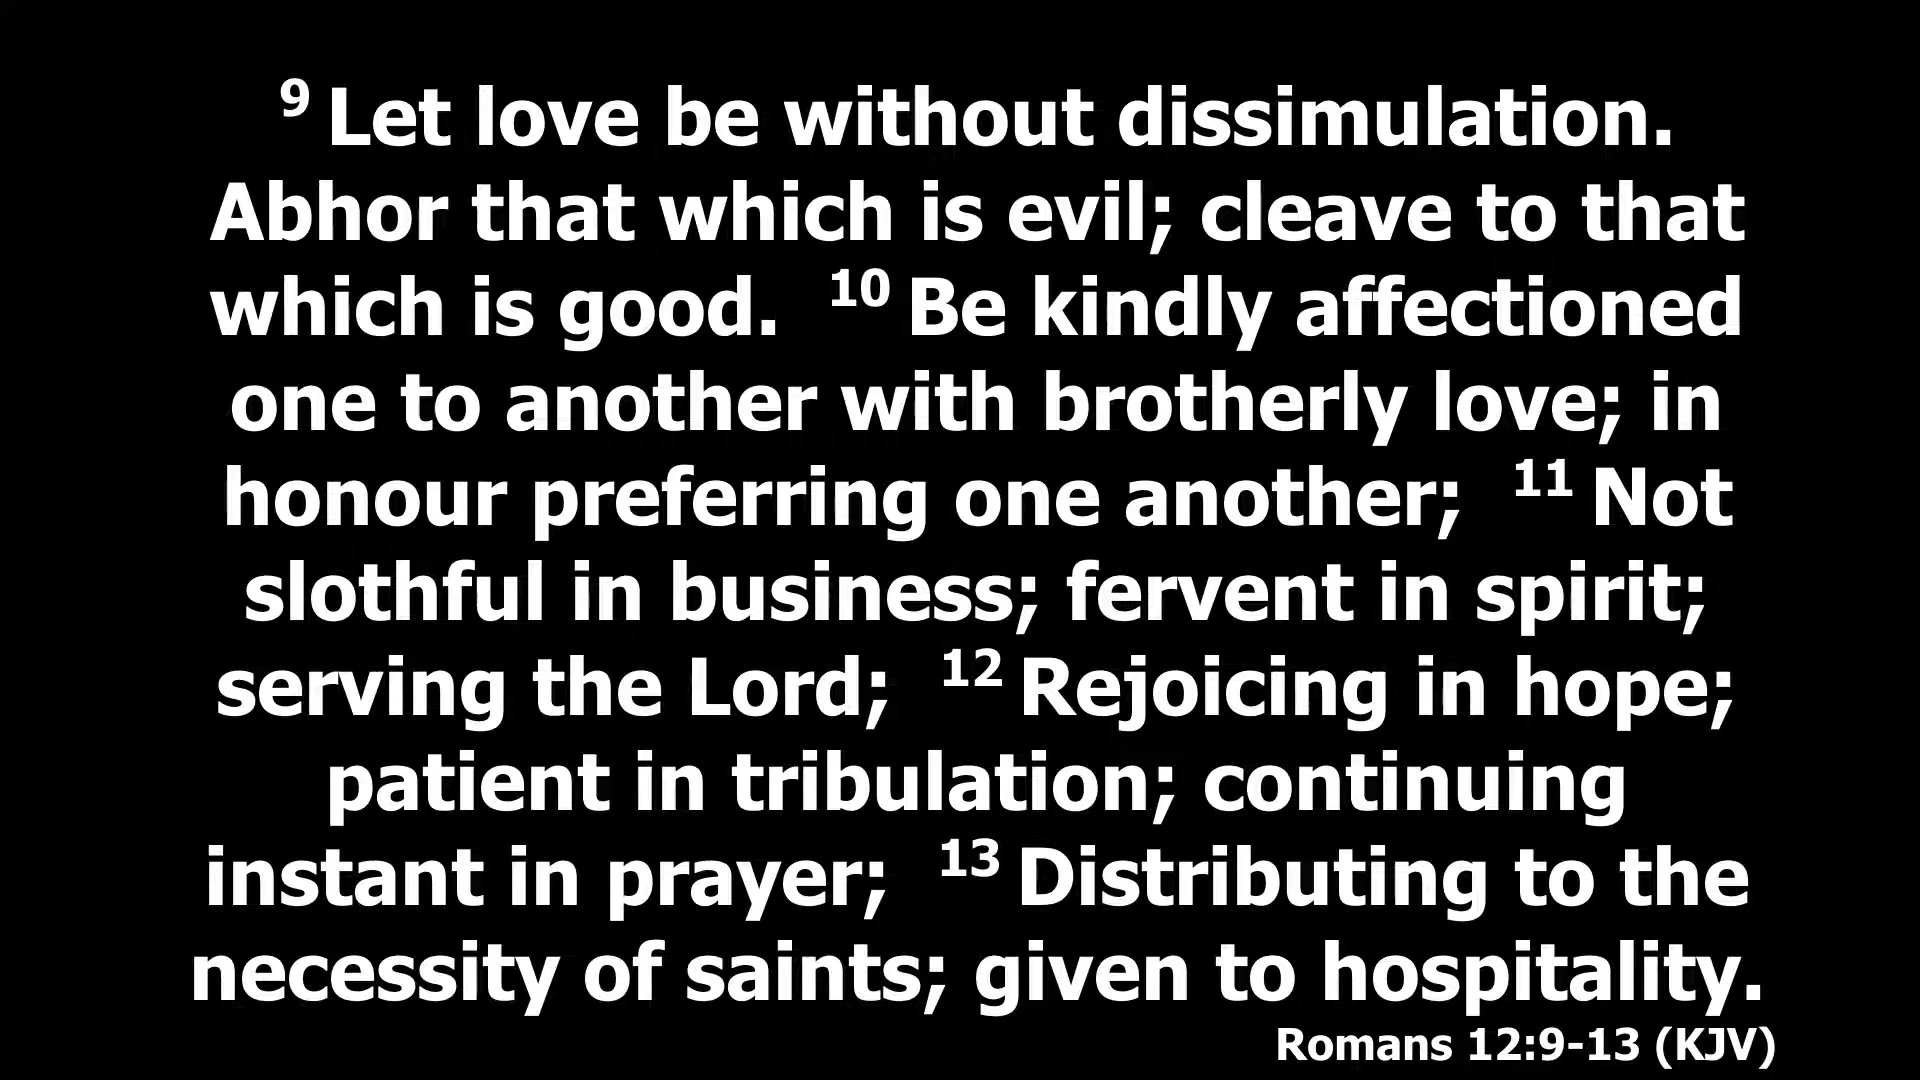 9 Let love be without dissimulation.
Abhor that which is evil; cleave to that
which is good. 10 Be kindly affectioned
one to another with brotherly love; in
honour preferring one another; 11 Not
slothful in business; fervent in spirit;
serving the Lord; 12 Rejoicing in hope;
patient in tribulation; continuing
instant in prayer; 13 Distributing to the
necessity of saints; given to hospitality.
Romans 12:9-13 (KJV)